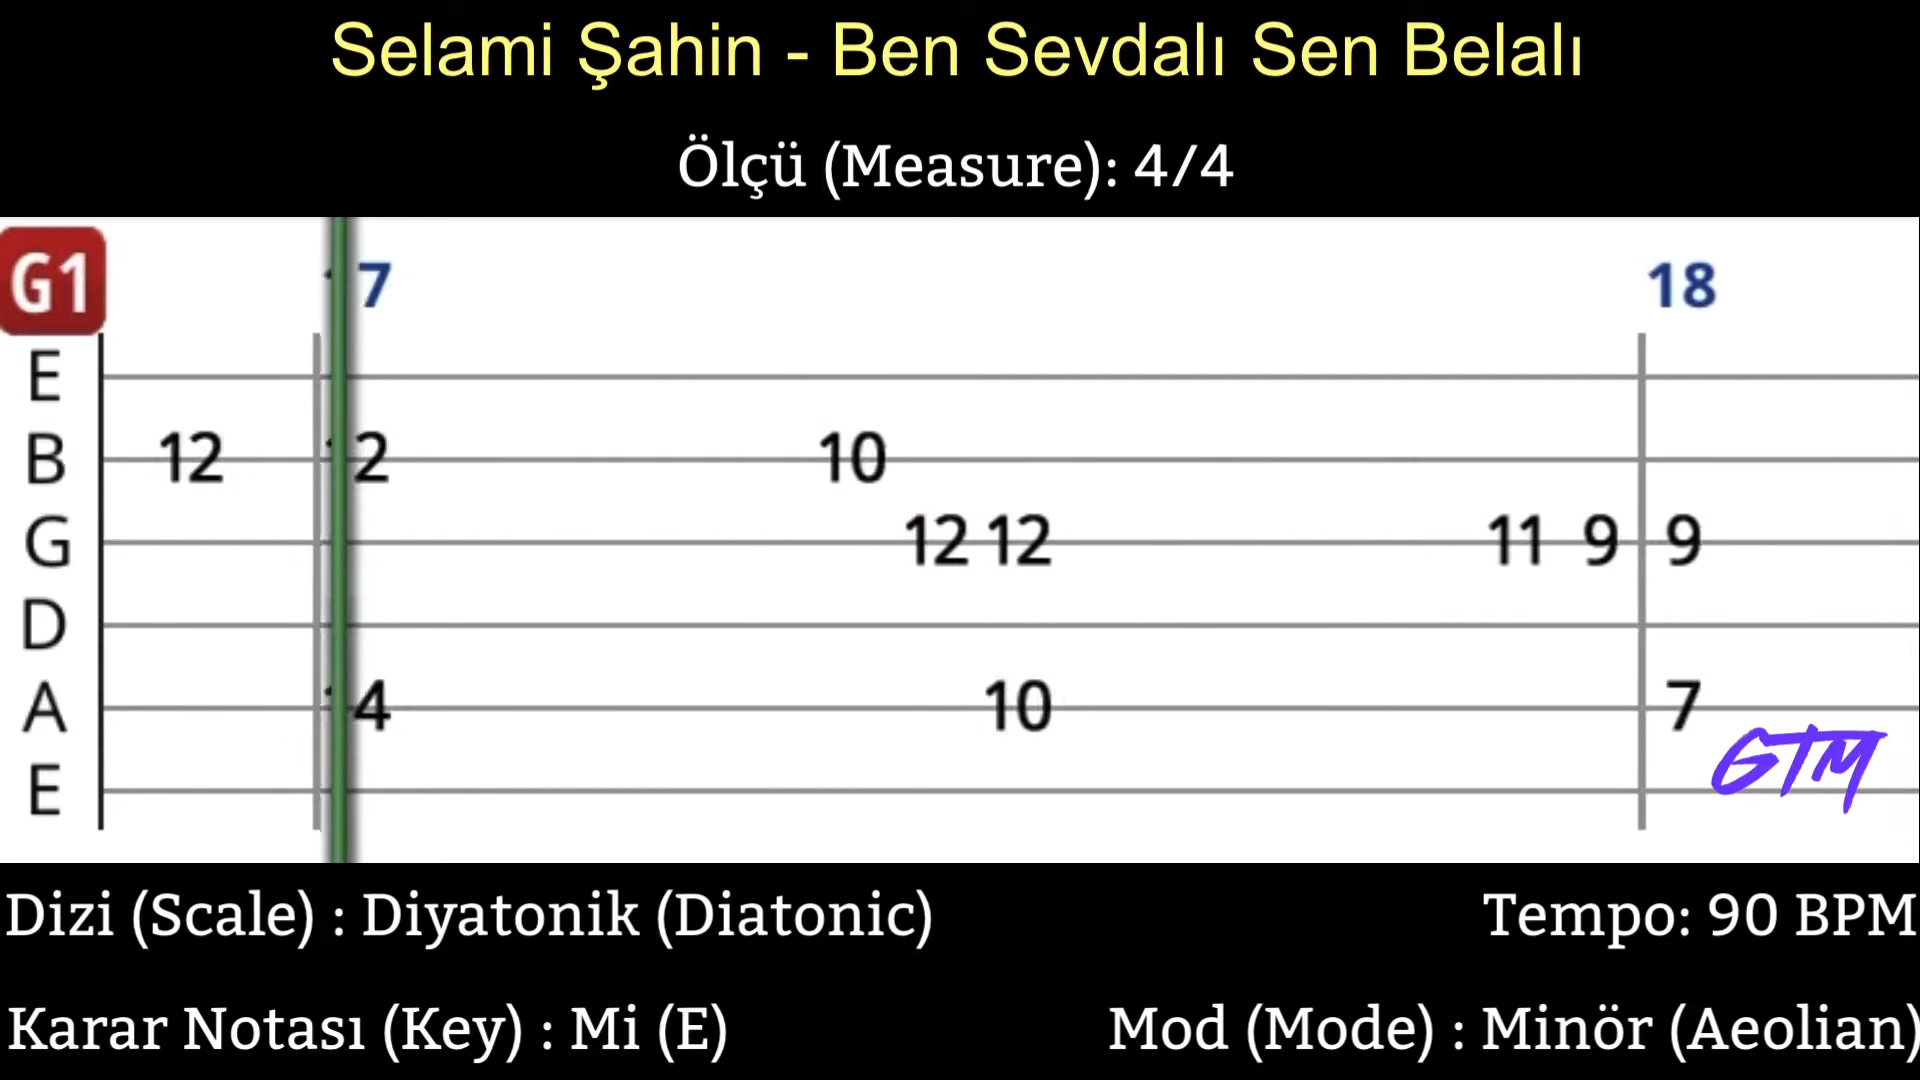 Selami Şahin - Ben Sevdalı Sen Belalı
Ölçü (Measure): 4/4
G1 17 18
E
B 12 12 10
G 12 12 11 9 9
D
A 14 10 7
GTM
E
Dizi (Scale) : Diyatonik (Diatonic) Tempo: 90 BPM
Karar Notası (Key) : Mi (E) Mod (Mode) : Minör (Aeolian)